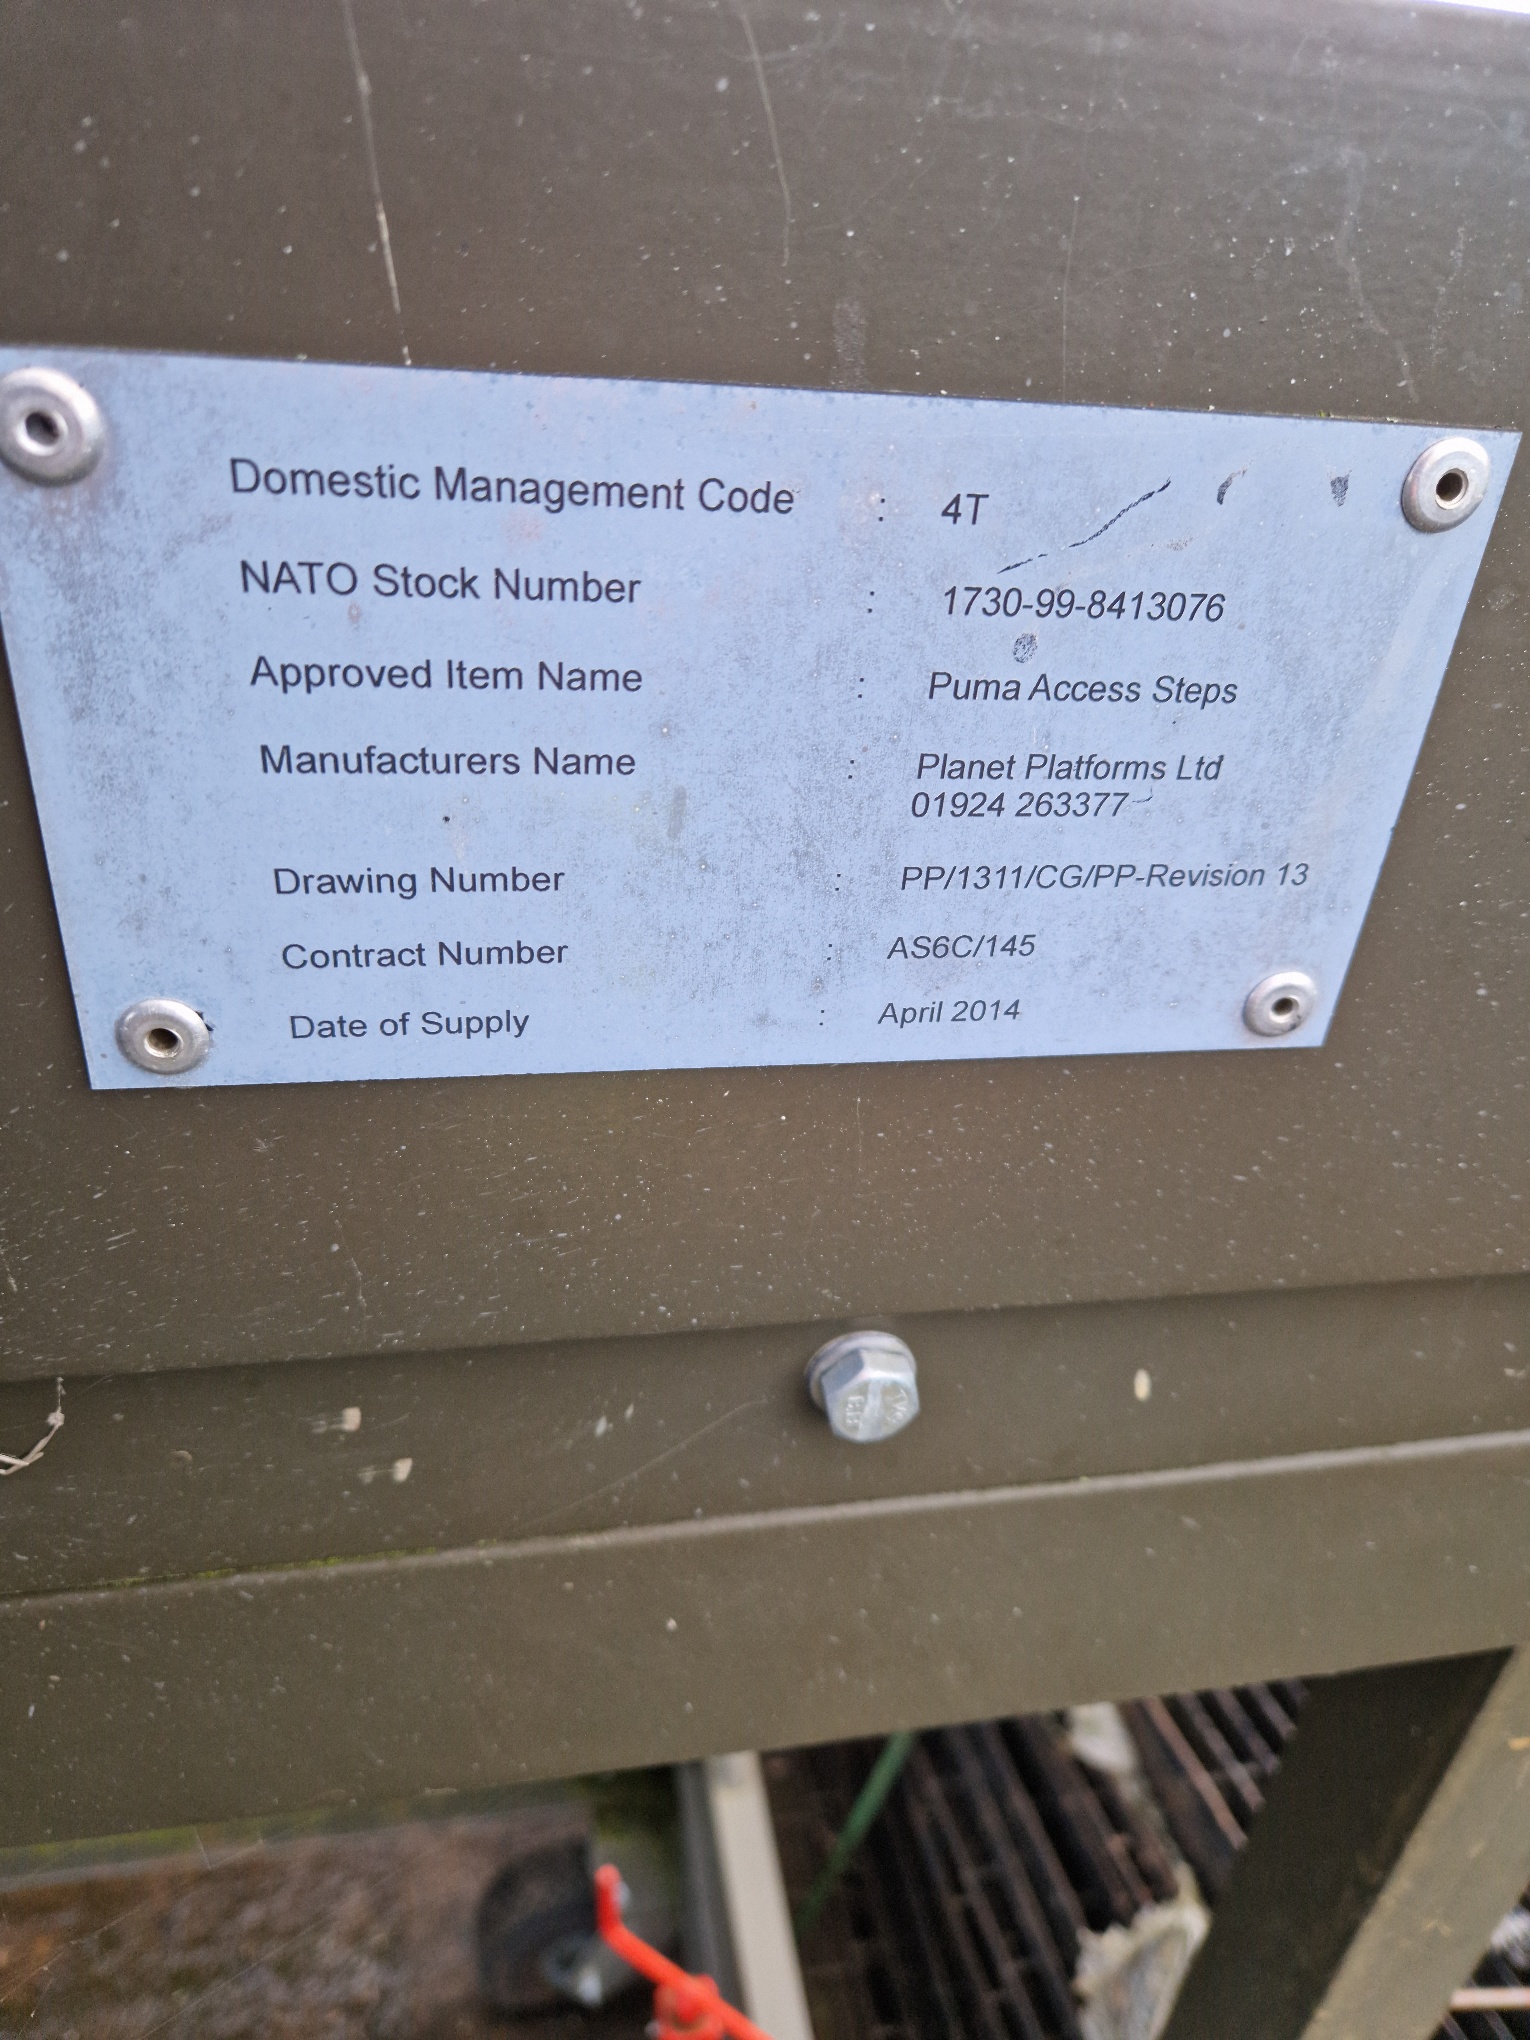 Domestic Management Code : 4T
NATO Stock Number : 1730-99-8413076
Approved Item Name : Puma Access Steps
Manufacturers Name : Planet Platforms Ltd
01924 263377
Drawing Number : PP/1311/CG/PP-Revision 13
Contract Number : AS6C/145
Date of Supply : April 2014